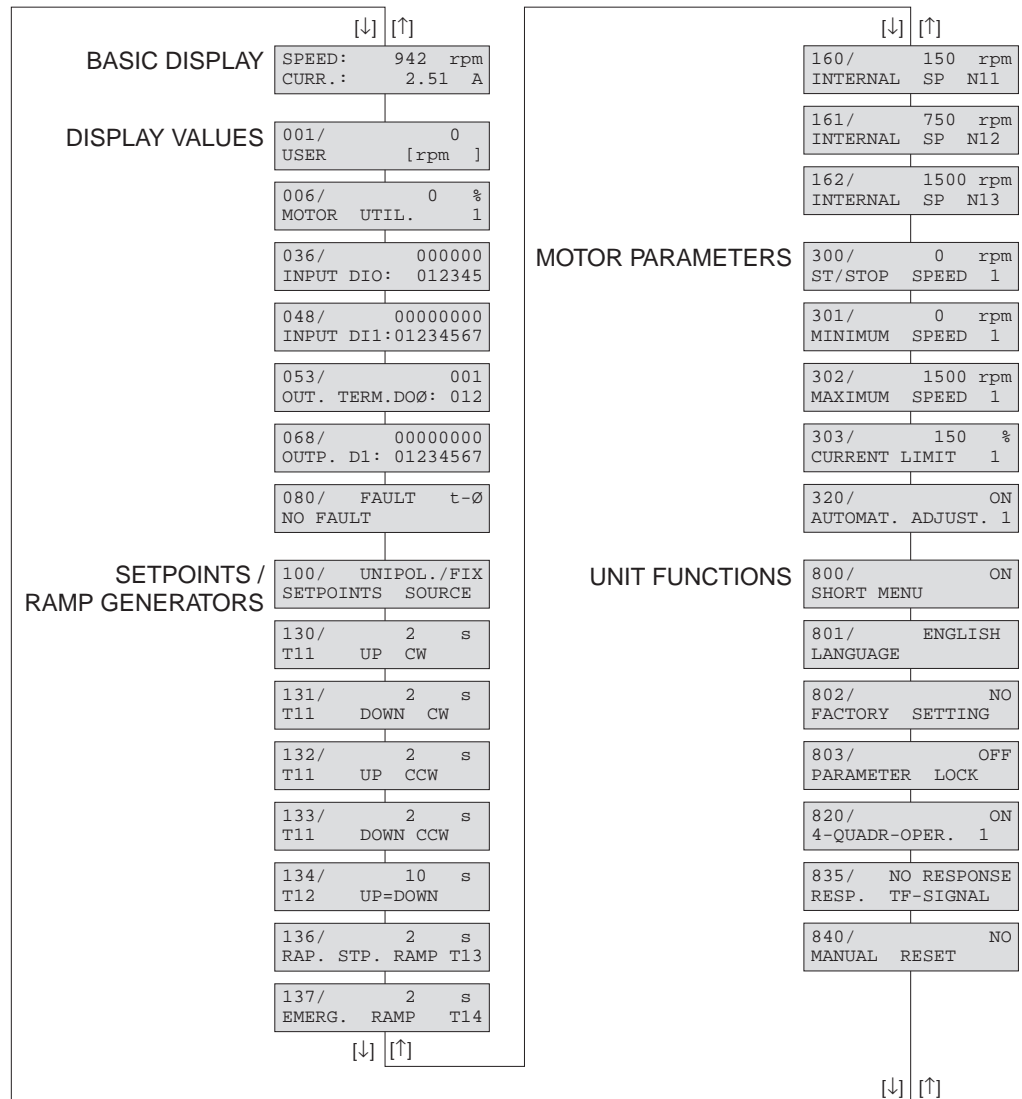 [↓] [↑]
BASIC DISPLAY
SPEED: 942 rpm
CURR.: 2.51 A
DISPLAY VALUES
001/ 0
USER [rpm ]
006/ 0 %
MOTOR UTIL. 1
036/ 000000
INPUT DIO: 012345
048/ 00000000
INPUT DI1:01234567
053/ 001
OUT. TERM.DOØ: 012
068/ 00000000
OUTP. D1: 01234567
080/ FAULT t-Ø
NO FAULT
SETPOINTS /
RAMP GENERATORS
100/ UNIPOL./FIX
SETPOINTS SOURCE
130/ 2 s
T11 UP CW
131/ 2 s
T11 DOWN CW
132/ 2 s
T11 UP CCW
133/ 2 s
T11 DOWN CCW
134/ 10 s
T12 UP=DOWN
136/ 2 s
RAP. STP. RAMP T13
137/ 2 s
EMERG. RAMP T14
[↓] [↑]
[↓] [↑]
160/ 150 rpm
INTERNAL SP N11
161/ 750 rpm
INTERNAL SP N12
162/ 1500 rpm
INTERNAL SP N13
MOTOR PARAMETERS
300/ 0 rpm
ST/STOP SPEED 1
301/ 0 rpm
MINIMUM SPEED 1
302/ 1500 rpm
MAXIMUM SPEED 1
303/ 150 %
CURRENT LIMIT 1
320/ ON
AUTOMAT. ADJUST. 1
UNIT FUNCTIONS
800/ ON
SHORT MENU
801/ ENGLISH
LANGUAGE
802/ NO
FACTORY SETTING
803/ OFF
PARAMETER LOCK
820/ ON
4-QUADR-OPER. 1
835/ NO RESPONSE
RESP. TF-SIGNAL
840/ NO
MANUAL RESET
[↓] [↑]